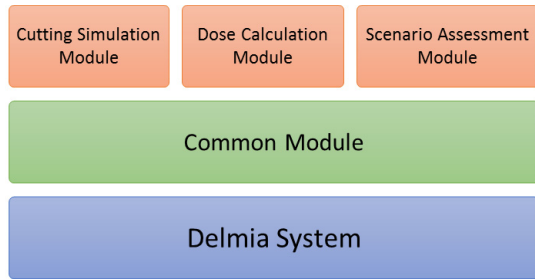 Cutting Simulation
Module
Dose Calculation
Module
Scenario Assessment
Module
Common Module
Delmia System